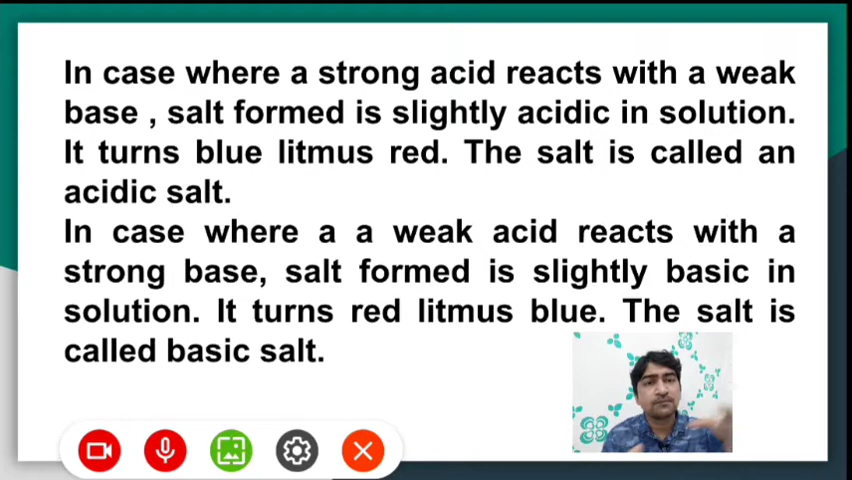 In case where a strong acid reacts with a weak
base , salt formed is slightly acidic in solution.
It turns blue litmus red. The salt is called an
acidic salt.
In case where a a weak acid reacts with a
strong base, salt formed is slightly basic in
solution. It turns red litmus blue. The salt is
called basic salt.